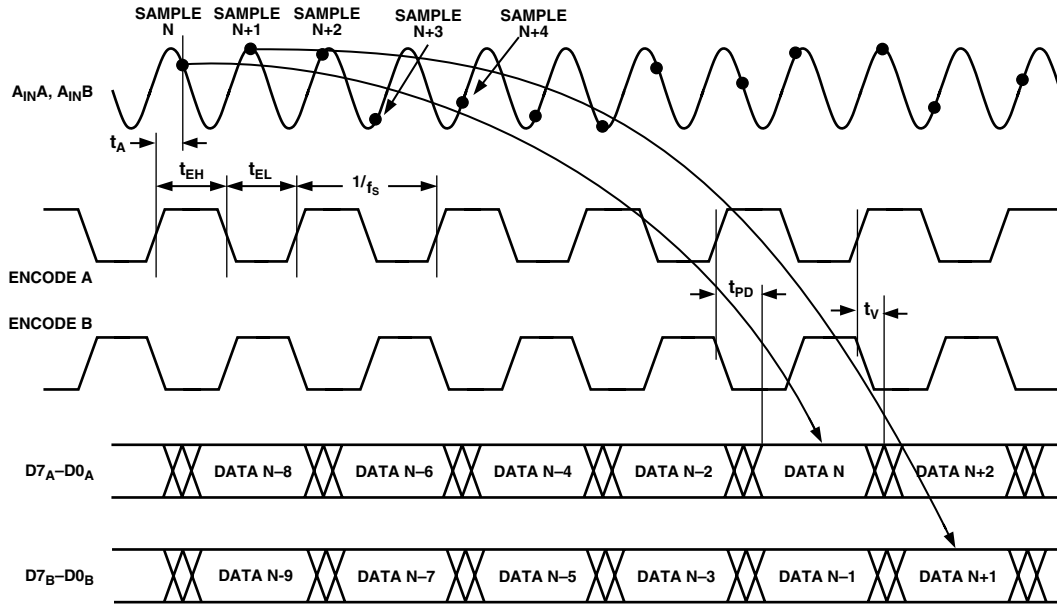 SAMPLE
N
SAMPLE
N+1
SAMPLE
N+2
SAMPLE
N+3
SAMPLE
N+4
AINA, AINB
tA
tEH
tEL
1/fS
ENCODE A
tPD
tV
ENCODE B
D7A–D0A
DATA N–8
DATA N–6
DATA N–4
DATA N–2
DATA N
DATA N+2
D7B–D0B
DATA N-9
DATA N–7
DATA N–5
DATA N–3
DATA N–1
DATA N+1